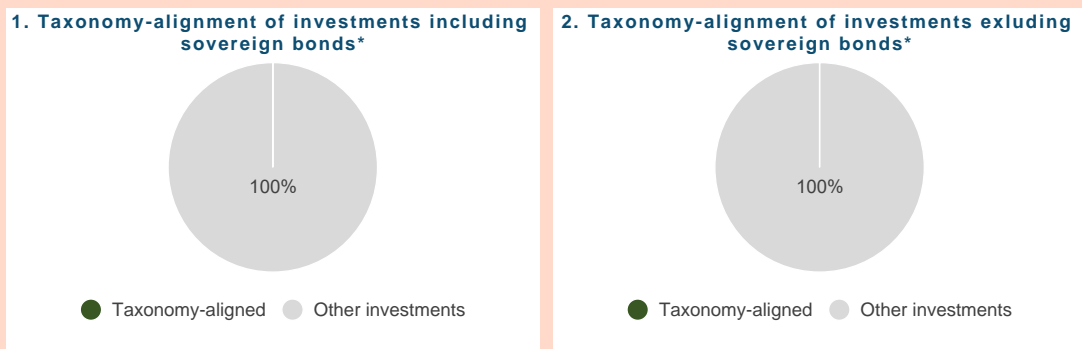 1. Taxonomy-alignment of investments including
sovereign bonds*
100%
Taxonomy-aligned Other investments
2. Taxonomy-alignment of investments exluding
sovereign bonds*
100%
Taxonomy-aligned Other investments